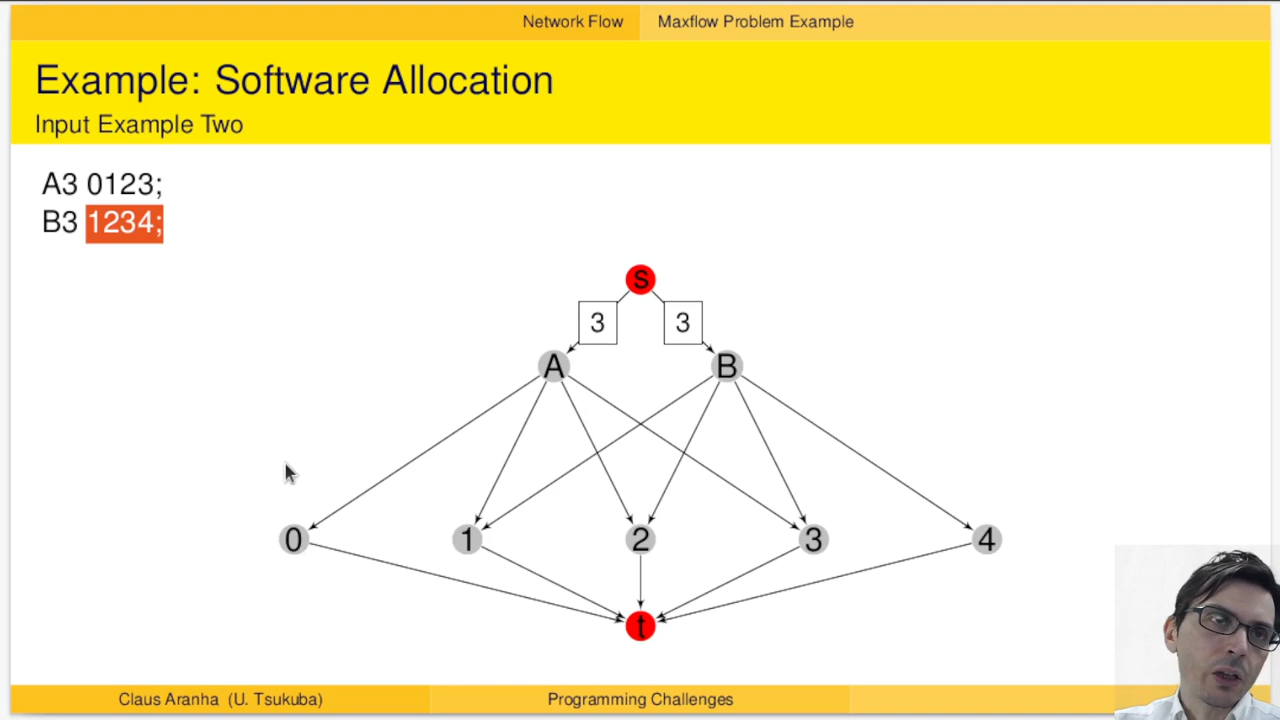 Network Flow Maxflow Problem Example
Example: Software Allocation
Input Example Two
A3 0123;
B3 1234;
s
3 3
A B
0 1 2 3 4
t
Claus Aranha (U. Tsukuba) Programming Challenges